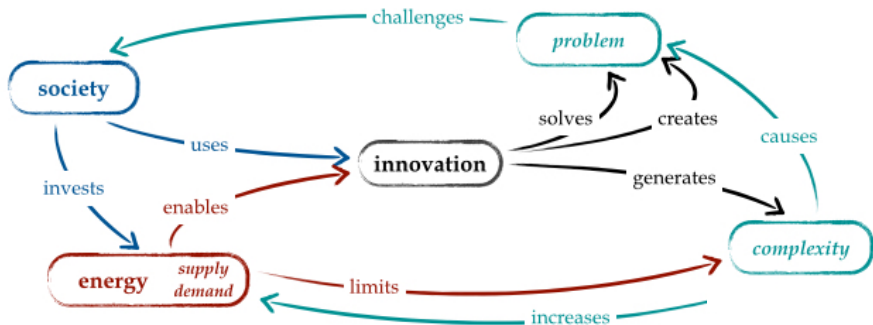 challenges
problem
society
solves
creates
uses
causes
innovation
generates
invests
enables
complexity
energy
supply
demand
limits
increases